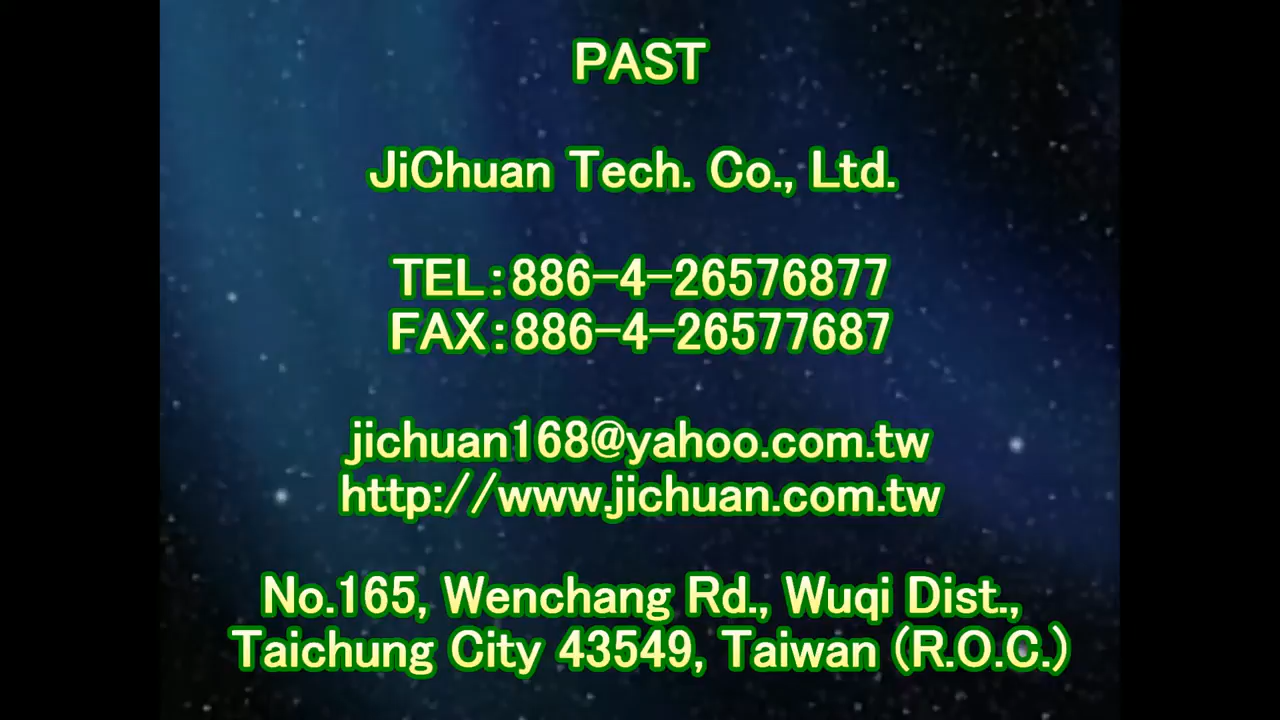 PAST
JiChuan Tech. Co., Ltd.
TEL:886-4-26576877
FAX:886-4-26577687
jichuan168@yahoo.com.tw
http://www.jichuan.com.tw
No.165, Wenchang Rd., Wuqi Dist.,
Taichung City 43549, Taiwan (R.O.C.)